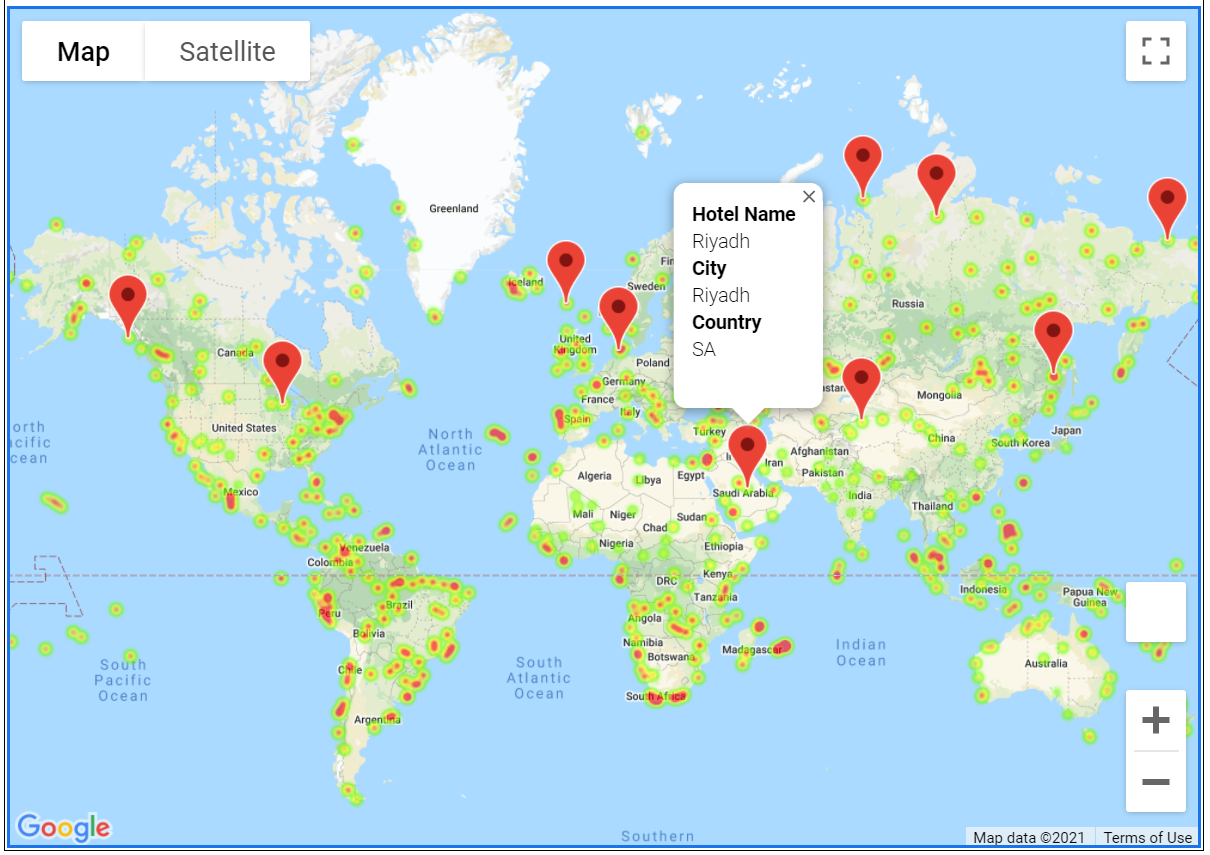 Map
Satellite
Greenland
Hotel Name
Riyadh
City
Riyadh
Country
SA
Iceland
Fin
Sweden
Russia
Canada
United
Kingdom
Poland
Germany
France
Mongolia
orth
acific
cean
United States
North
Atlantic
Ocean
Spain
Italy
Turkey
China
South Korea
Japan
Afghanistan
Iran
Pakistan
Algeria
Libya
Egypt
Saudi Arabia
India
Mexico
Mali
Niger
Chad
Sudan
Thailand
Nigeria
Ethiopia
Venezuela
Colombia
DRC
Kenya
Tanzania
Indonesia
Papua New
Guinea
Brazil
Peru
Bolivia
Angola
Namibia
Botswana
Madagascar
Indian
Ocean
South
Pacific
Ocean
South
Atlantic
Ocean
Chile
Australia
South Africa
Argentina
Google
Southern
Map data ©2021
Terms of Use